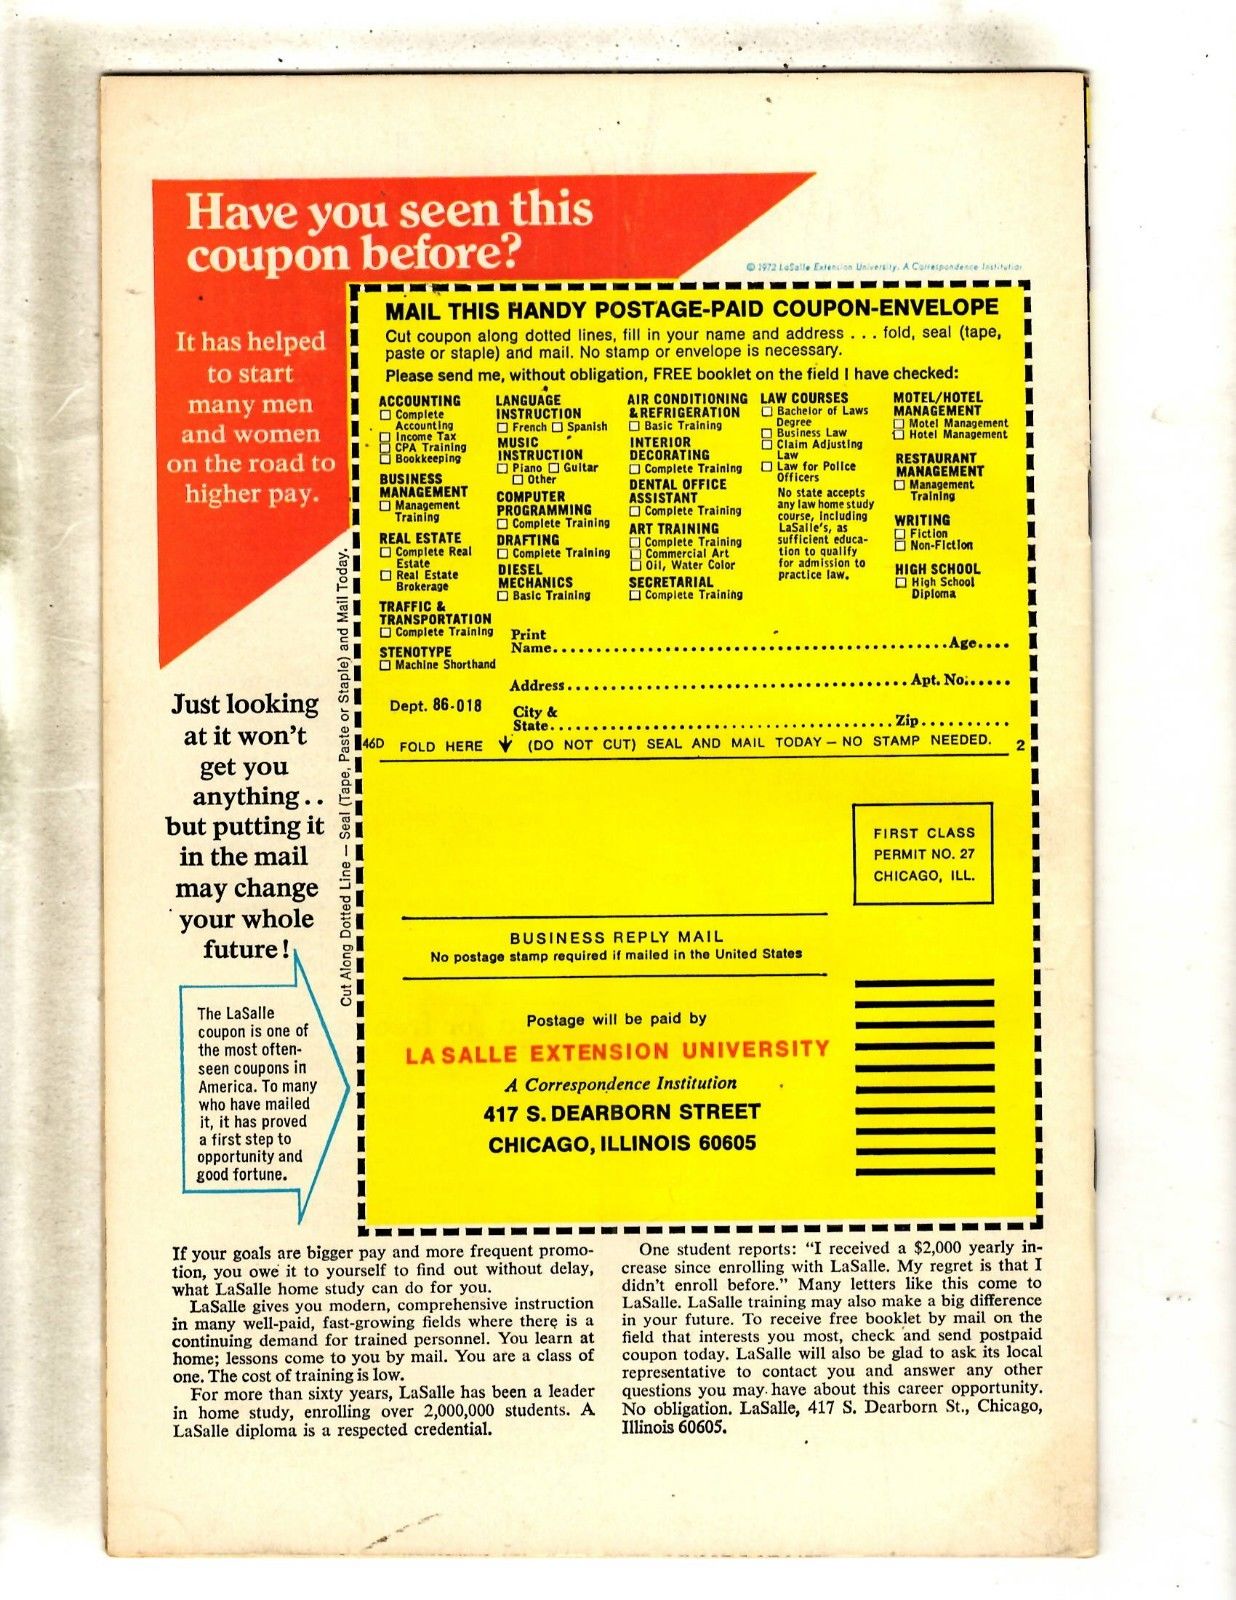 Have you seen this
coupon before?
© 1972 LaSalle Extension University, A Correspondence Institution
It has helped
to start
many men
and women
on the road to
higher pay.
MAIL THIS HANDY POSTAGE-PAID COUPON-ENVELOPE
Cut coupon along dotted lines, fill in your name and address . . . fold, seal (tape,
paste or staple) and mail. No stamp or envelope is necessary.
Please send me, without obligation, FREE booklet on the field I have checked:
ACCOUNTING
☐ Complete
Accounting
☐ Income Tax
☐ CPA Training
☐ Bookkeeping
BUSINESS
MANAGEMENT
☐ Management
Training
REAL ESTATE
☐ Complete Real
Estate
☐ Real Estate
Brokerage
TRAFFIC &
TRANSPORTATION
☐ Complete Training
STENOTYPE
☐ Machine Shorthand
LANGUAGE
INSTRUCTION
☐ French ☐ Spanish
MUSIC
INSTRUCTION
☐ Piano ☐ Guitar
☐ Other
COMPUTER
PROGRAMMING
☐ Complete Training
DRAFTING
☐ Complete Training
DIESEL
MECHANICS
☐ Basic Training
AIR CONDITIONING
& REFRIGERATION
☐ Basic Training
INTERIOR
DECORATING
☐ Complete Training
DENTAL OFFICE
ASSISTANT
☐ Complete Training
ART TRAINING
☐ Complete Training
☐ Commercial Art
☐ Oil, Water Color
SECRETARIAL
☐ Complete Training
LAW COURSES
☐ Bachelor of Laws
Degree
☐ Business Law
☐ Claim Adjusting
Law
☐ Law for Police
Officers
No state accepts
any law home study
course, including
LaSalle's, as
sufficient educa-
tion to qualify
for admission to
practice law.
MOTEL/HOTEL
MANAGEMENT
☐ Motel Management
☐ Hotel Management
RESTAURANT
MANAGEMENT
☐ Management
Training
WRITING
☐ Fiction
☐ Non-Fiction
HIGH SCHOOL
☐ High School
Diploma
Print
Name.......... Age....
Address.......... Apt. No.....
Dept. 86-018
City &
State.......... Zip..........
46D FOLD HERE ↓ (DO NOT CUT) SEAL AND MAIL TODAY — NO STAMP NEEDED. 2
Cut Along Dotted Line — Seal (Tape, Paste or Staple) and Mail Today.
Just looking
at it won't
get you
anything . .
but putting it
in the mail
may change
your whole
future!
The LaSalle
coupon is one of
the most often-
seen coupons in
America. To many
who have mailed
it, it has proved
a first step to
opportunity and
good fortune.
FIRST CLASS
PERMIT NO. 27
CHICAGO, ILL.
BUSINESS REPLY MAIL
No postage stamp required if mailed in the United States
Postage will be paid by
LA SALLE EXTENSION UNIVERSITY
A Correspondence Institution
417 S. DEARBORN STREET
CHICAGO, ILLINOIS 60605
If your goals are bigger pay and more frequent promo-
tion, you owe it to yourself to find out without delay,
what LaSalle home study can do for you.
LaSalle gives you modern, comprehensive instruction
in many well-paid, fast-growing fields where there is a
continuing demand for trained personnel. You learn at
home; lessons come to you by mail. You are a class of
one. The cost of training is low.
For more than sixty years, LaSalle has been a leader
in home study, enrolling over 2,000,000 students. A
LaSalle diploma is a respected credential.
One student reports: "I received a $2,000 yearly in-
crease since enrolling with LaSalle. My regret is that I
didn't enroll before." Many letters like this come to
LaSalle. LaSalle training may also make a big difference
in your future. To receive free booklet by mail on the
field that interests you most, check and send postpaid
coupon today. LaSalle will also be glad to ask its local
representative to contact you and answer any other
questions you may have about this career opportunity.
No obligation. LaSalle, 417 S. Dearborn St., Chicago,
Illinois 60605.